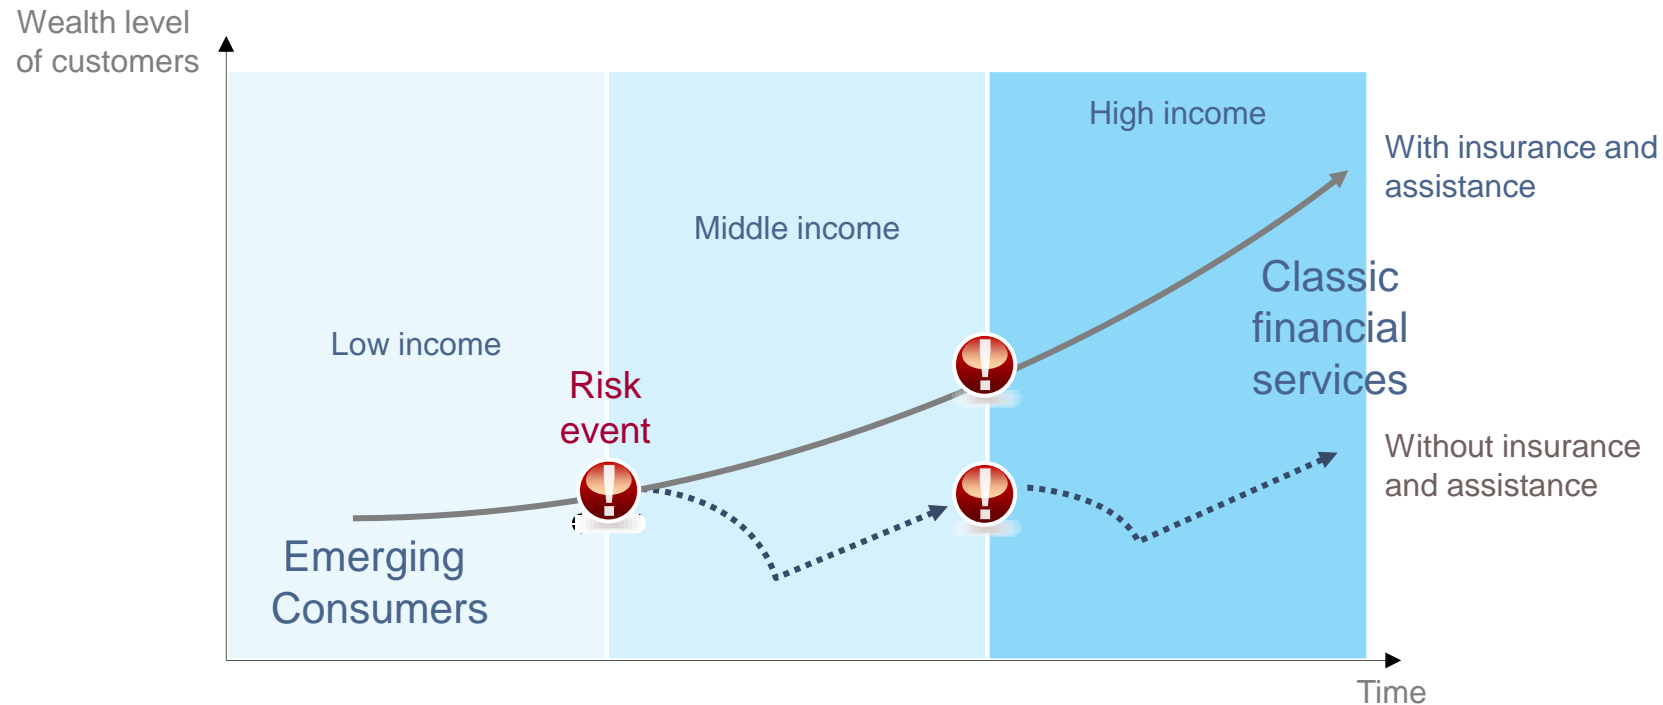 Wealth level
of customers
High income
With insurance and
assistance
Middle income
Classic
financial
services
Low income
Risk
event
Without insurance
and assistance
Emerging
Consumers
Time